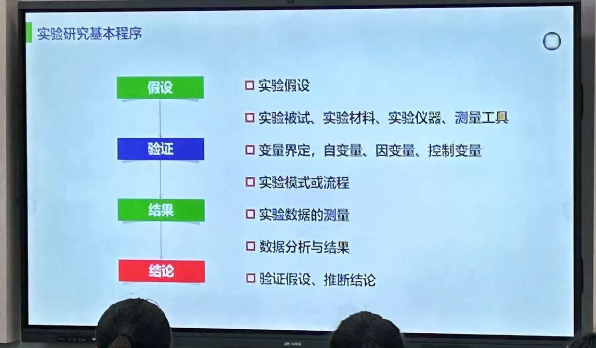 实验研究基本程序
假设
实验假设
实验被试、实验材料、实验仪器、测量工具
验证
变量界定，自变量、因变量、控制变量
实验模式或流程
结果
实验数据的测量
数据分析与结果
结论
验证假设、推断结论